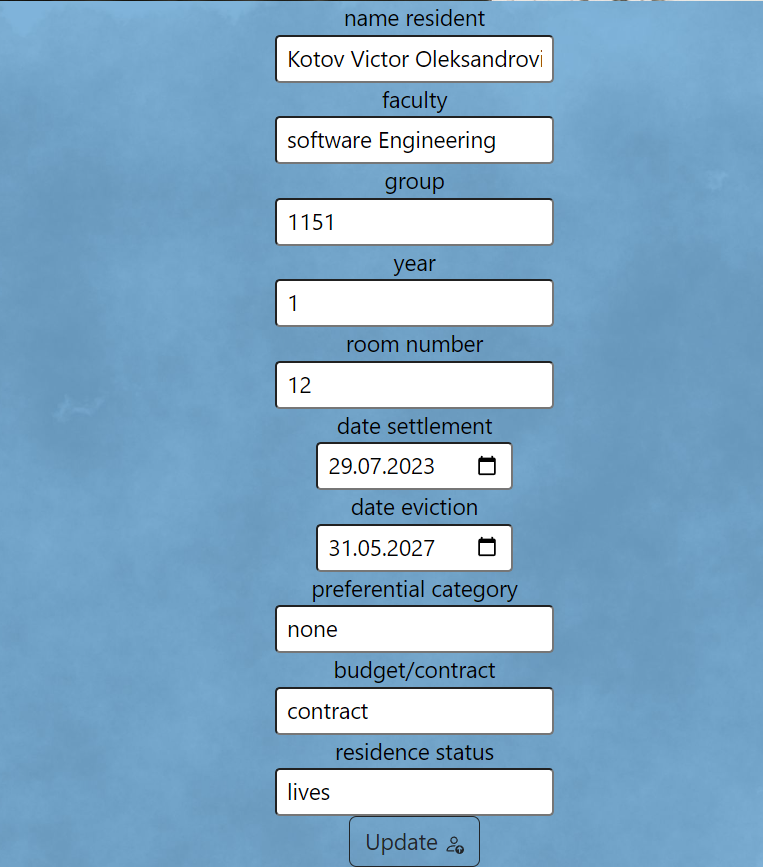 name resident
Kotov Victor Oleksandrovi
faculty
software Engineering
group
1151
year
1
room number
12
date settlement
29.07.2023
date eviction
31.05.2027
preferential category
none
budget/contract
contract
residence status
lives
Update